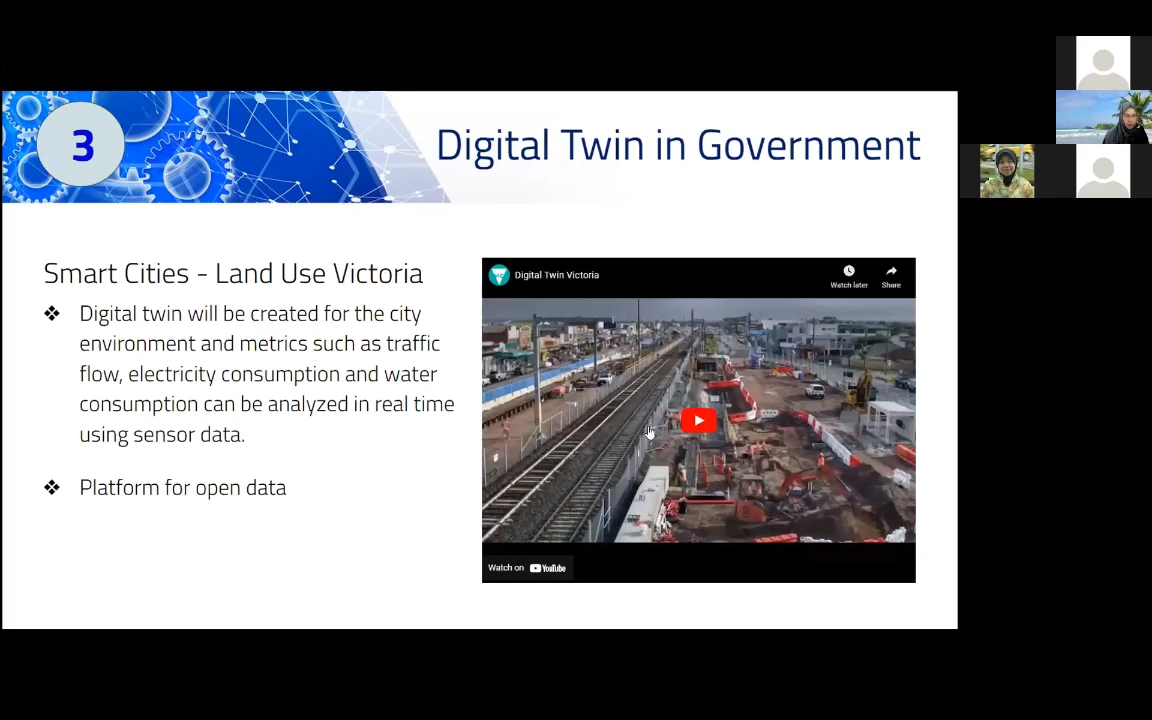 3
Digital Twin in Government
Smart Cities - Land Use Victoria
❖ Digital twin will be created for the city
environment and metrics such as traffic
flow, electricity consumption and water
consumption can be analyzed in real time
using sensor data.
❖ Platform for open data
Digital Twin Victoria
Watch later
Share
Watch on YouTube